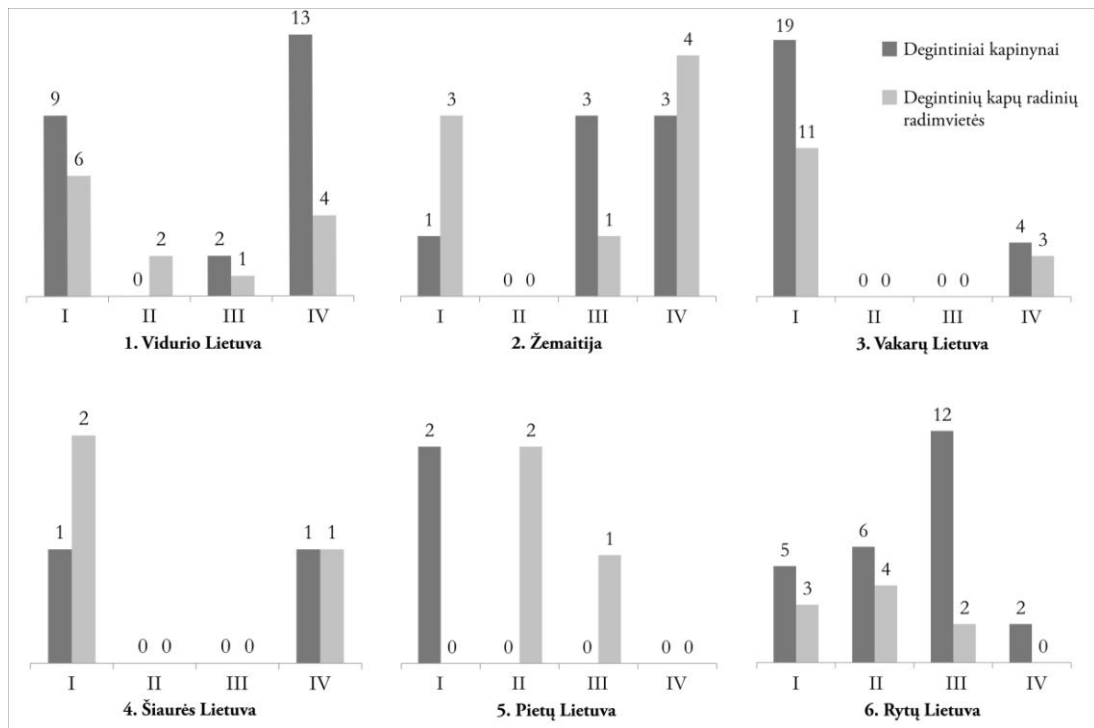 Degintiniai kapinynai
Degintinių kapų radinių
radimvietės
9
6
0
2
2
1
13
4
I
II
III
IV
1. Vidurio Lietuva
1
3
0
0
3
1
3
4
I
II
III
IV
2. Žemaitija
19
11
0
0
0
0
4
3
I
II
III
IV
3. Vakarų Lietuva
1
2
0
0
0
0
1
1
I
II
III
IV
4. Šiaurės Lietuva
2
0
0
2
0
1
0
0
I
II
III
IV
5. Pietų Lietuva
5
3
6
4
12
2
2
0
I
II
III
IV
6. Rytų Lietuva